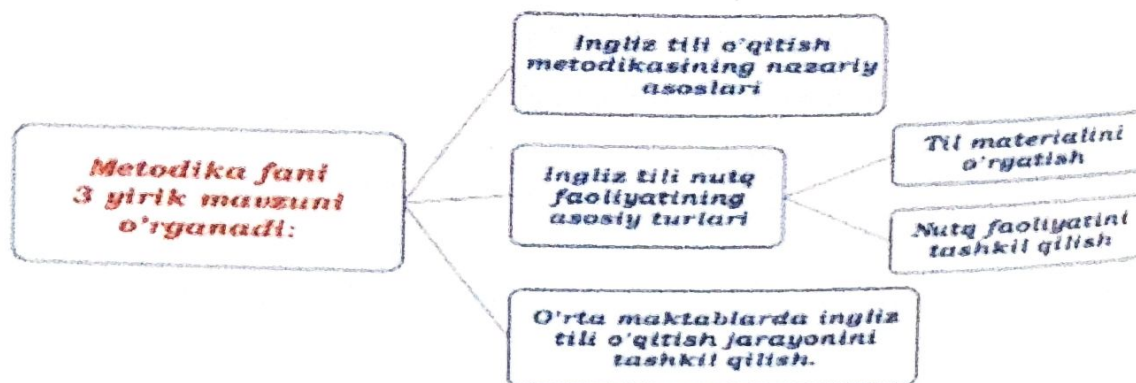 Metodika fani
3 yirik mavzuni
o'rganadi:
Ingliz tili o'qitish
metodikasining nazariy
asoslari
Ingliz tili nutq
faoliyatining
asosiy turlari
Til materialini
o'rgatish
Nutq faoliyatini
tashkil qilish
O'rta maktablarda ingliz
tili o'qitish jarayonini
tashkil qilish.